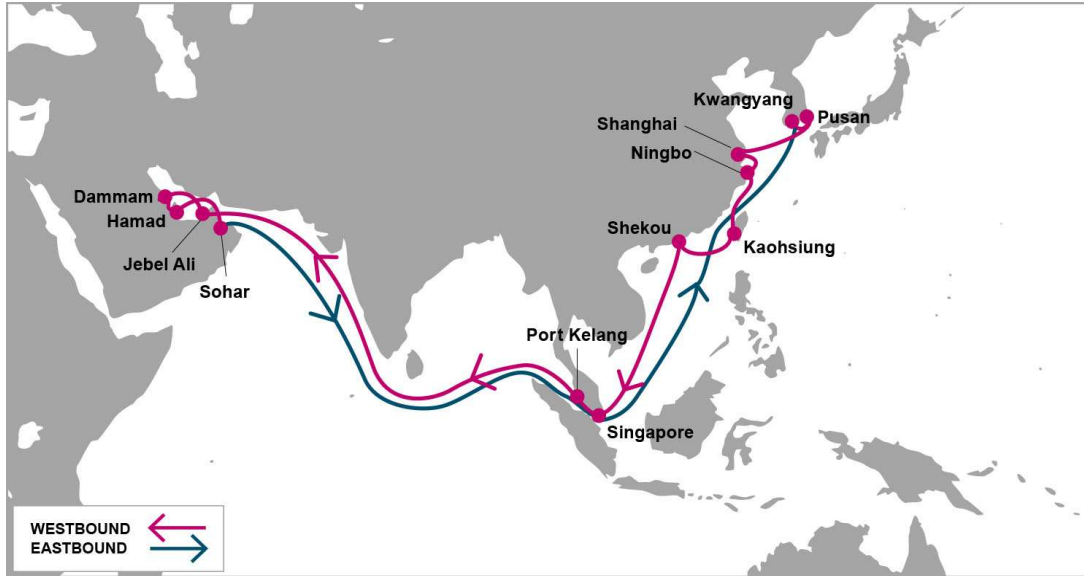 Kwangyang
Pusan
Shanghai
Ningbo
Dammam
Hamad
Jebel Ali
Sohar
Shekou
Kaohsiung
Port Kelang
Singapore
WESTBOUND
EASTBOUND